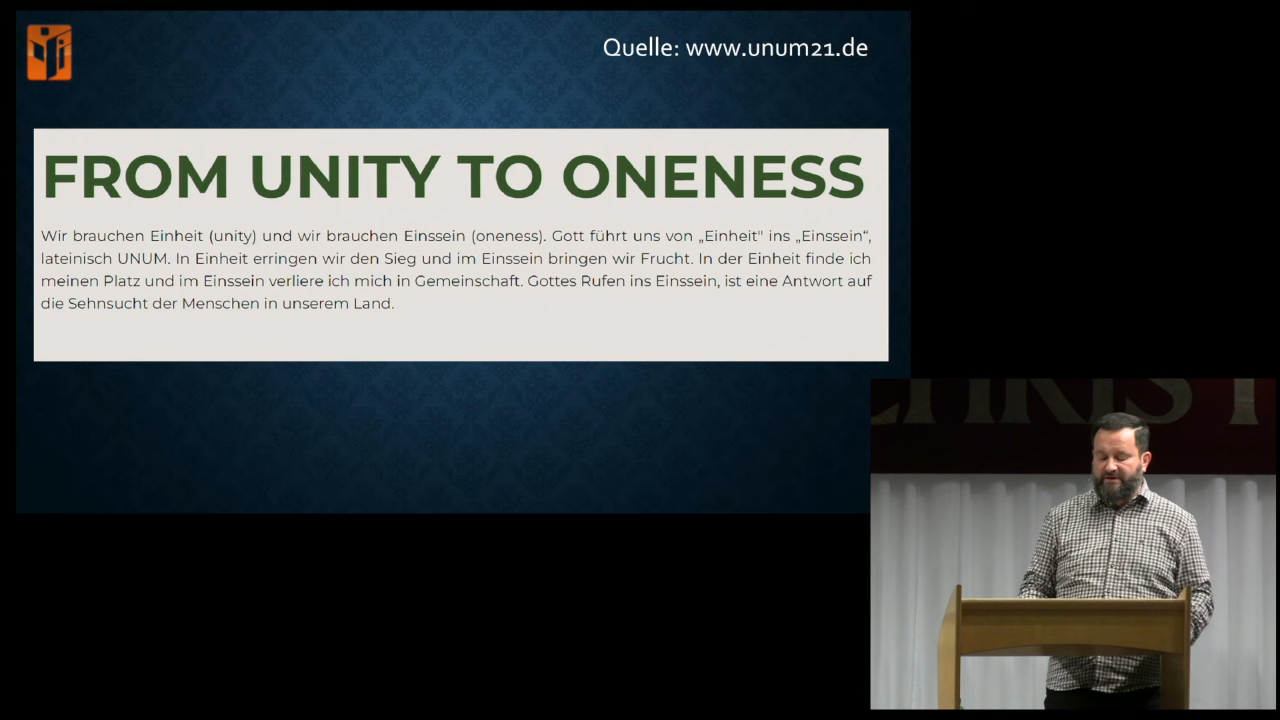 Quelle: www.unum21.de
FROM UNITY TO ONENESS
Wir brauchen Einheit (unity) und wir brauchen Einssein (oneness). Gott führt uns von „Einheit" ins „Einssein“,
lateinisch UNUM. In Einheit erringen wir den Sieg und im Einssein bringen wir Frucht. In der Einheit finde ich
meinen Platz und im Einssein verliere ich mich in Gemeinschaft. Gottes Rufen ins Einssein, ist eine Antwort auf
die Sehnsucht der Menschen in unserem Land.